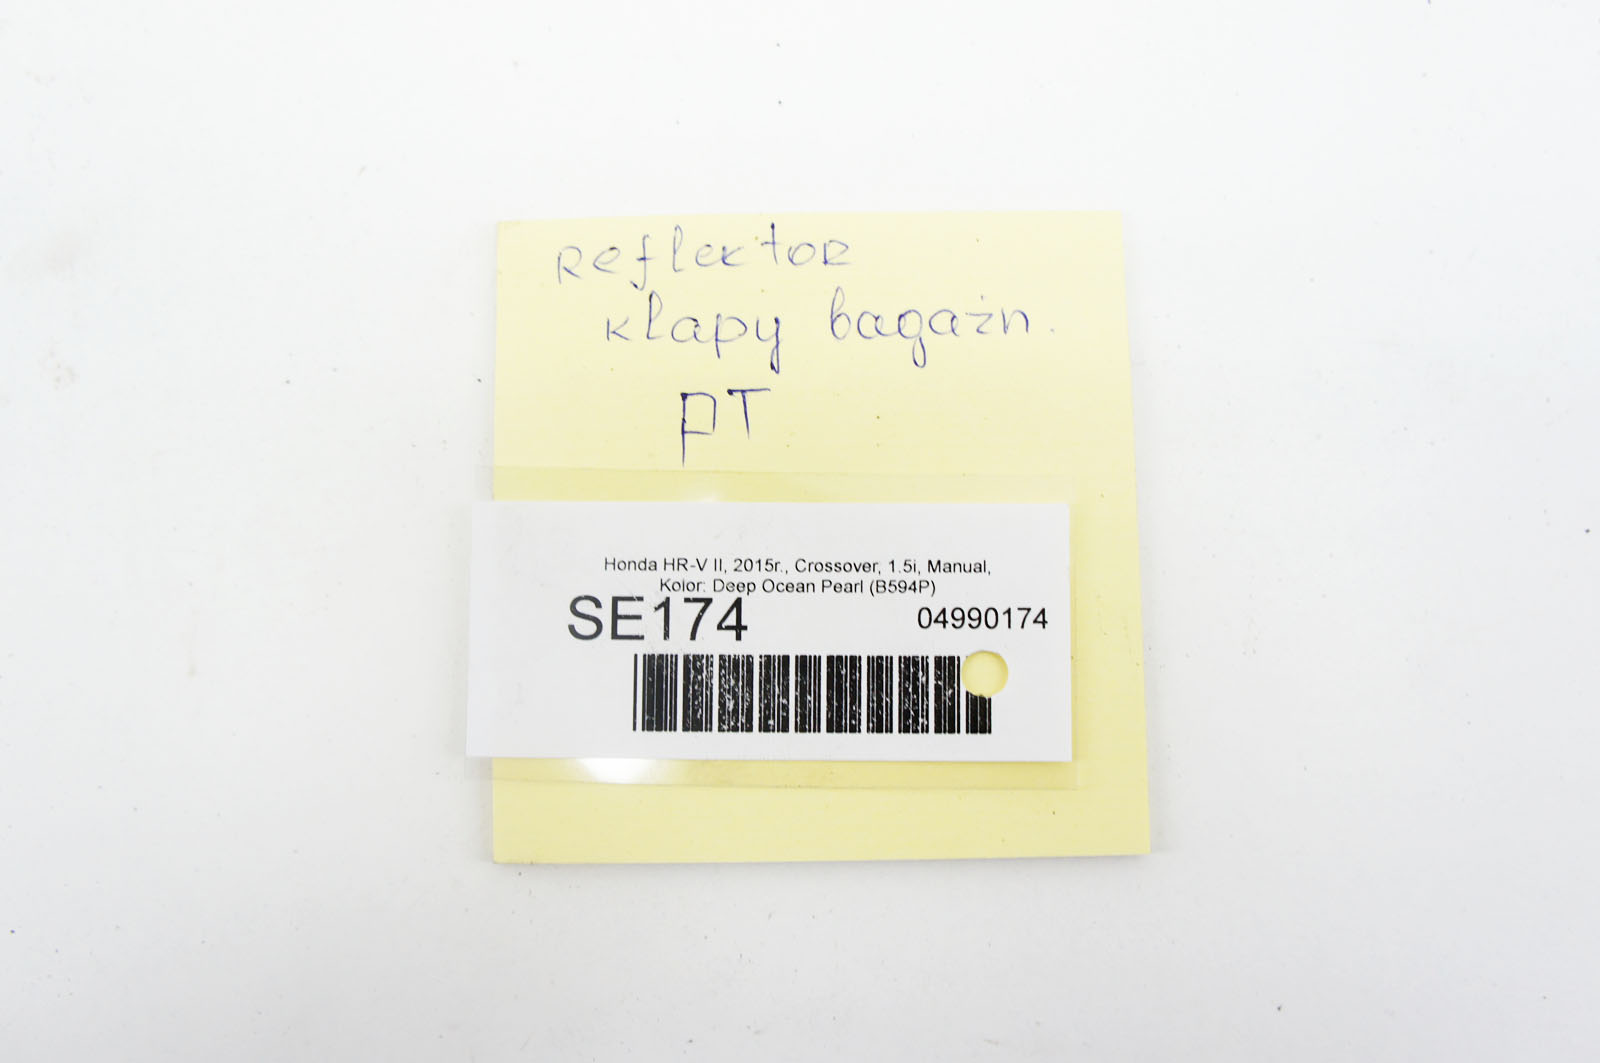 Reflektor
klapy bagażn.
PT
Honda HR-V II, 2015r., Crossover, 1.5i, Manual,
Kolor: Deep Ocean Pearl (B594P)
SE174
04990174